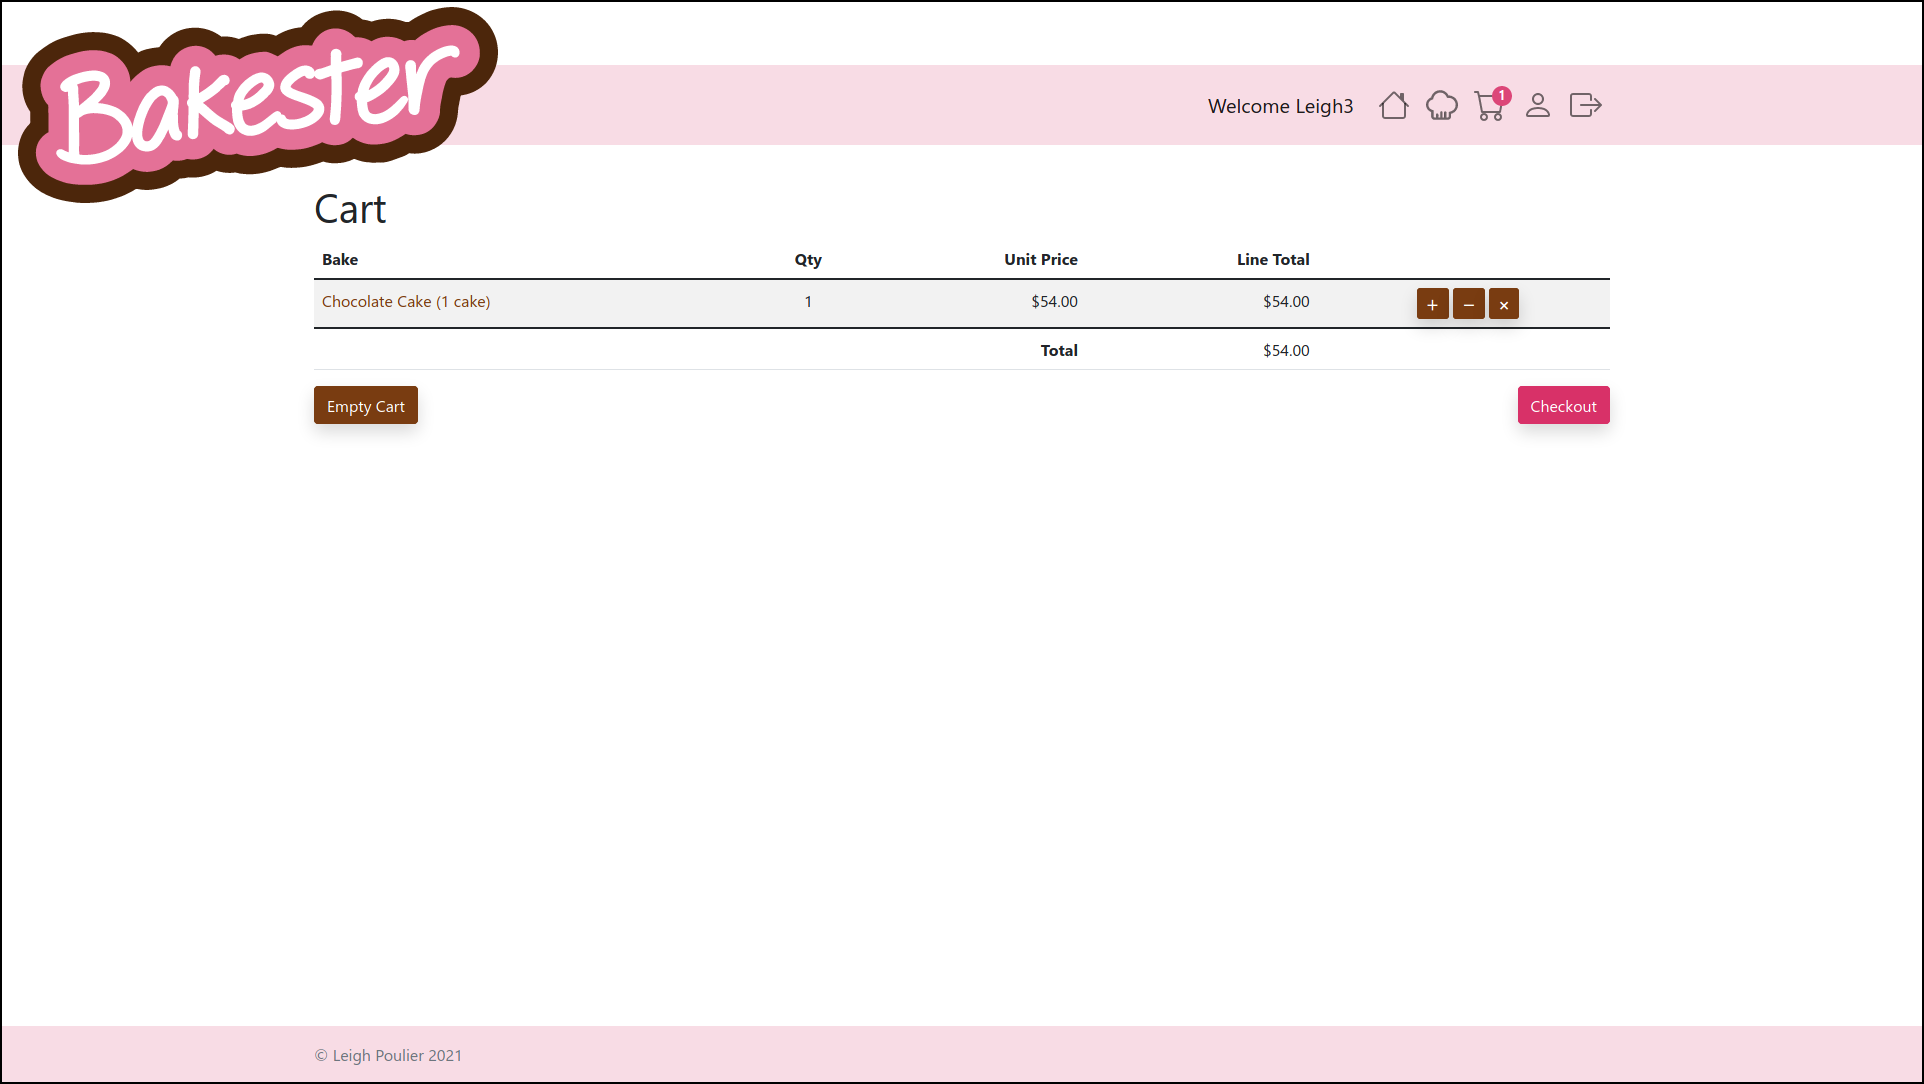 Bakester
Welcome Leigh3
1
Cart
Bake Qty Unit Price Line Total
Chocolate Cake (1 cake) 1 $54.00 $54.00 + − ×
Total $54.00
Empty Cart Checkout
© Leigh Poulier 2021